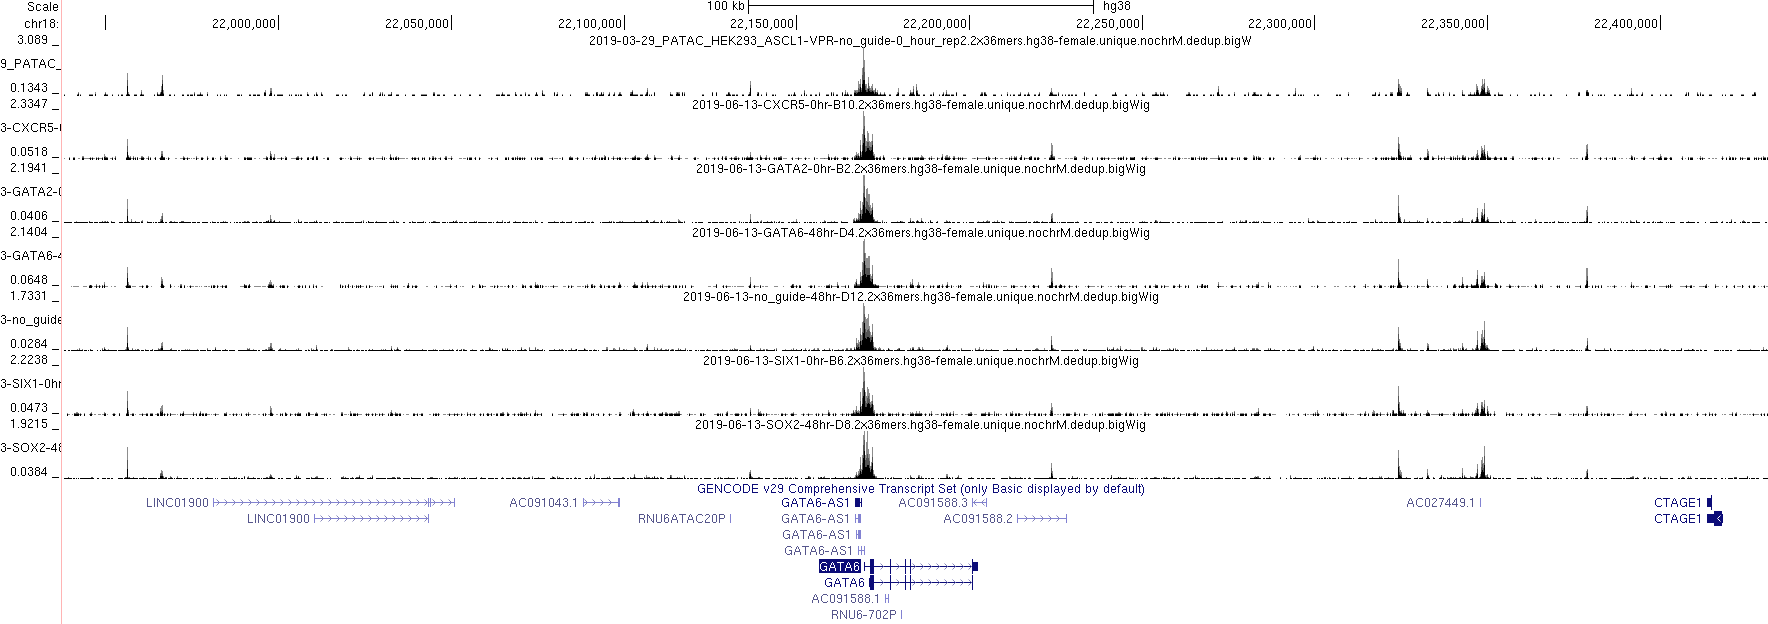 Scale 100 kb hg38
chr18: 22,000,000 22,050,000 22,100,000 22,150,000 22,200,000 22,250,000 22,300,000 22,350,000 22,400,000
3.089 _ 2019-03-29_PATAC_HEK293_ASCL1-VPR-no_guide-0_hour_rep2.2x36mers.hg38-female.unique.nochrM.dedup.bigW
9_PATAC_
0.1343 _
2.3347 _ 2019-06-13-CXCR5-0hr-B10.2x36mers.hg38-female.unique.nochrM.dedup.bigWig
3-CXCR5-
0.0518 _
2.1941 _ 2019-06-13-GATA2-0hr-B2.2x36mers.hg38-female.unique.nochrM.dedup.bigWig
3-GATA2-0
0.0406 _
2.1404 _ 2019-06-13-GATA6-48hr-D4.2x36mers.hg38-female.unique.nochrM.dedup.bigWig
3-GATA6-4
0.0648 _
1.7331 _ 2019-06-13-no_guide-48hr-D12.2x36mers.hg38-female.unique.nochrM.dedup.bigWig
3-no_guide
0.0284 _
2.2238 _ 2019-06-13-SIX1-0hr-B6.2x36mers.hg38-female.unique.nochrM.dedup.bigWig
3-SIX1-0hr
0.0473 _
1.9215 _ 2019-06-13-SOX2-48hr-D8.2x36mers.hg38-female.unique.nochrM.dedup.bigWig
3-SOX2-48
0.0384 _
GENCODE v29 Comprehensive Transcript Set (only Basic displayed by default)
LINC01900 AC091043.1 GATA6-AS1 AC091588.3 AC027449.1 CTAGE1
LINC01900 RNU6ATAC20P GATA6-AS1 AC091588.2 CTAGE1
GATA6-AS1
GATA6-AS1
GATA6
GATA6
AC091588.1
RNU6-702P